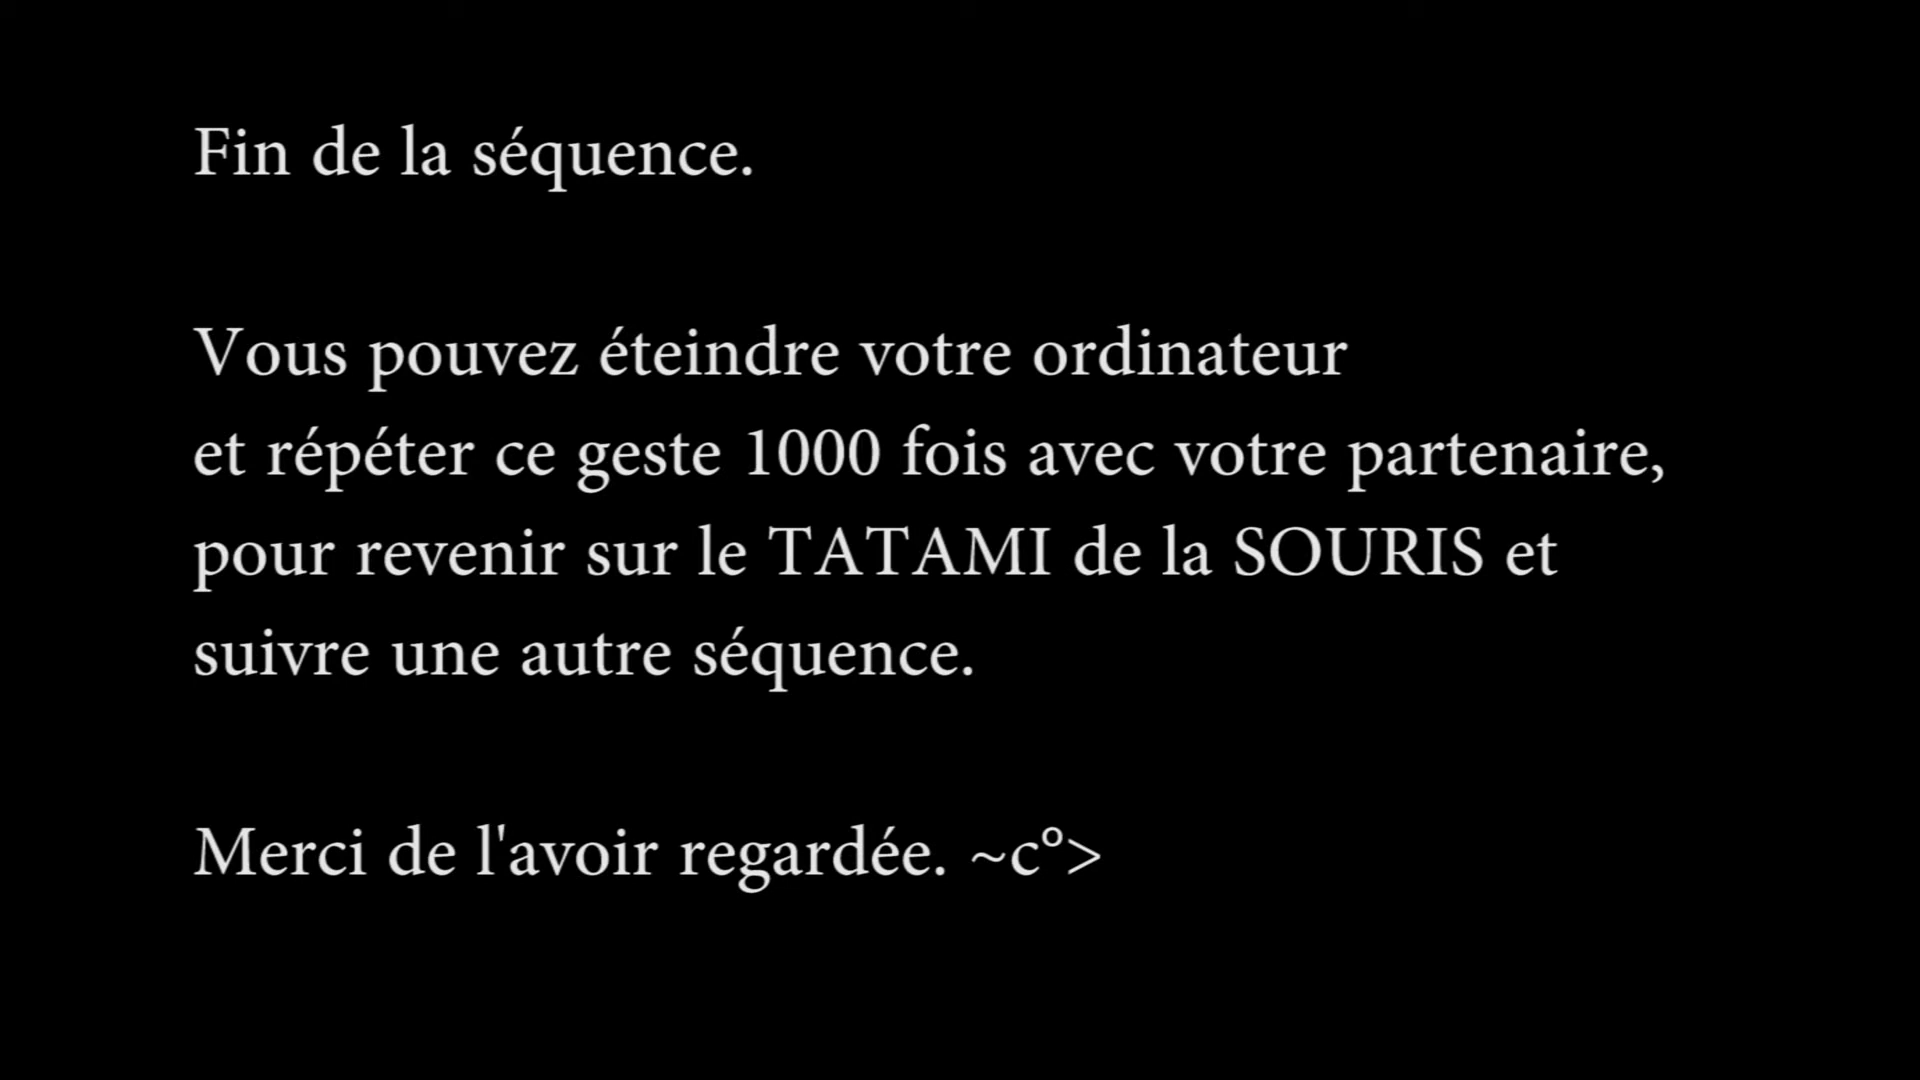 Fin de la séquence.
Vous pouvez éteindre votre ordinateur
et répéter ce geste 1000 fois avec votre partenaire,
pour revenir sur le TATAMI de la SOURIS et
suivre une autre séquence.
Merci de l'avoir regardée. ~c°>